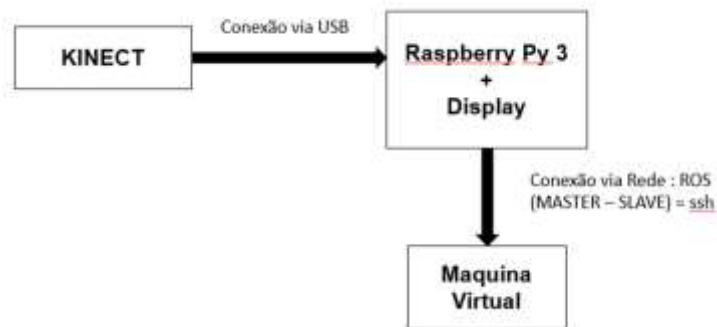 Conexão via USB
KINECT
Raspberry Py 3
+
Display
Conexão via Rede : ROS
(MASTER – SLAVE) = ssh
Maquina
Virtual